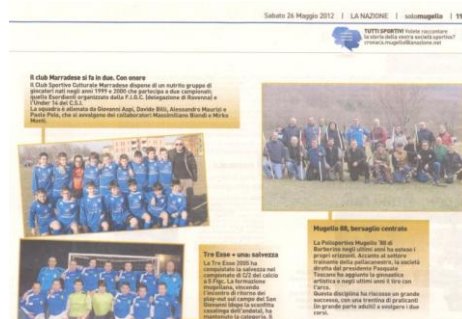 Sabato 26 Maggio 2012 | LA NAZIONE | solomugello | 19
TUTTI SPORTIVI Volete raccontare
la storia della vostra società sportiva?
cronaca.mugello@lanazione.net
Il club Marradese si fa in due. Con onore
Il Club Sportivo Culturale Marradese dispone di un nutrito gruppo di
giocatori nati negli anni 1999 e 2000 che partecipa a due campionati,
quello Esordienti organizzato dalla F.I.G.C. (delegazione di Ravenna) e
l'Under 14 del C.S.I.
La squadra è allenata da Giovanni Aspi, Davide Billi, Alessandro Mauriti e
Paolo Pela, che si avvalgono dei collaboratori Massimiliano Biondi e Mirko
Monti.
Mugello 88, bersaglio centrato
La Polisportiva Mugello '88 di
Barberino negli ultimi anni ha esteso i
propri orizzonti. Accanto al settore
trainante della pallacanestro, la società
diretta dal presidente Pasquale
Toscano ha aggiunto la ginnastica
artistica e negli ultimi anni il tiro con
l'arco.
Questa disciplina ha riscosso un grande
successo, con una trentina di praticanti
(in grande parte adulti) a svolgere i due
corsi.
Tre Esse = una: salvezza
La Tre Esse 2005 ha
conquistato la salvezza nel
campionato di C/2 del calcio
a 5 Figc. La formazione
mugellana, vincendo
l'incontro di ritorno dei
play-out sul campo del San
Giovanni (dopo la sconfitta
casalinga dell'andata), ha
mantenuto la categoria. Il